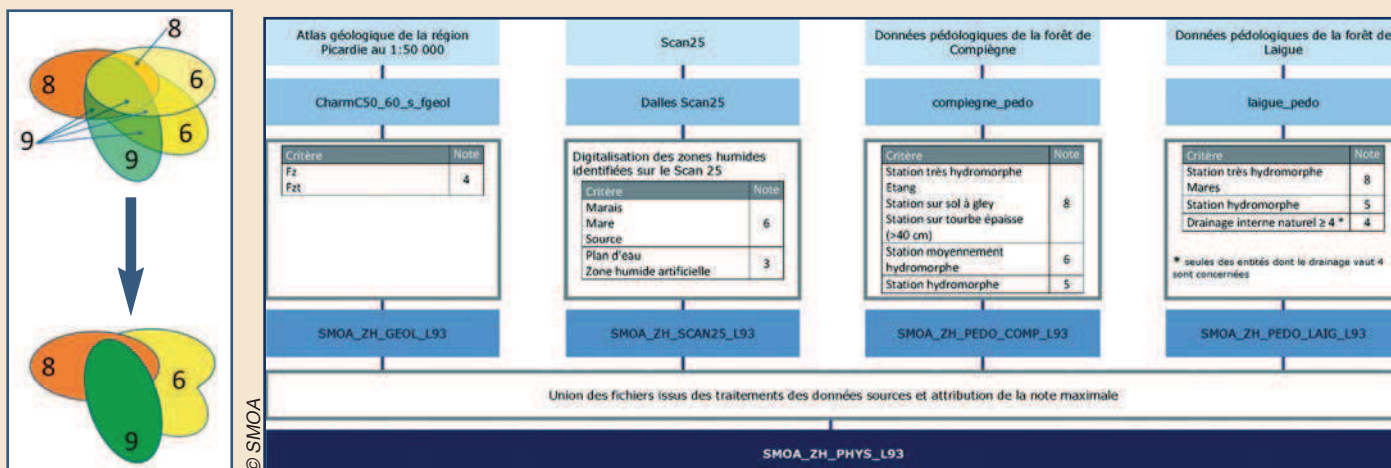 8
8
6
6
9
9
8
6
9
© SMOA
Atlas géologique de la région
Picardie au 1:50 000
CharmC50_60_s_fgeol
Critère Note
Fz
Fzt
4
SMOA_ZH_GEOL_L93
Scan25
Dalles Scan25
Digitalisation des zones humides
identifiées sur le Scan 25
Critère Note
Marais
Mare
Source
6
Plan d'eau
Zone humide artificielle
3
SMOA_ZH_SCAN25_L93
Données pédologiques de la forêt de
Compiègne
compiegne_pedo
Critère Note
Station très hydromorphe
Etang
Station sur sol à gley
Station sur tourbe épaisse
(>40 cm)
8
Station moyennement
hydromorphe
6
Station hydromorphe 5
SMOA_ZH_PEDO_COMP_L93
Données pédologiques de la forêt de
Laigue
laigue_pedo
Critère Note
Station très hydromorphe
Mares
8
Station hydromorphe 5
Drainage interne naturel ≥ 4 * 4
* seules des entités dont le drainage vaut 4
sont concernées
SMOA_ZH_PEDO_LAIG_L93
Union des fichiers issus des traitements des données sources et attribution de la note maximale
SMOA_ZH_PHYS_L93